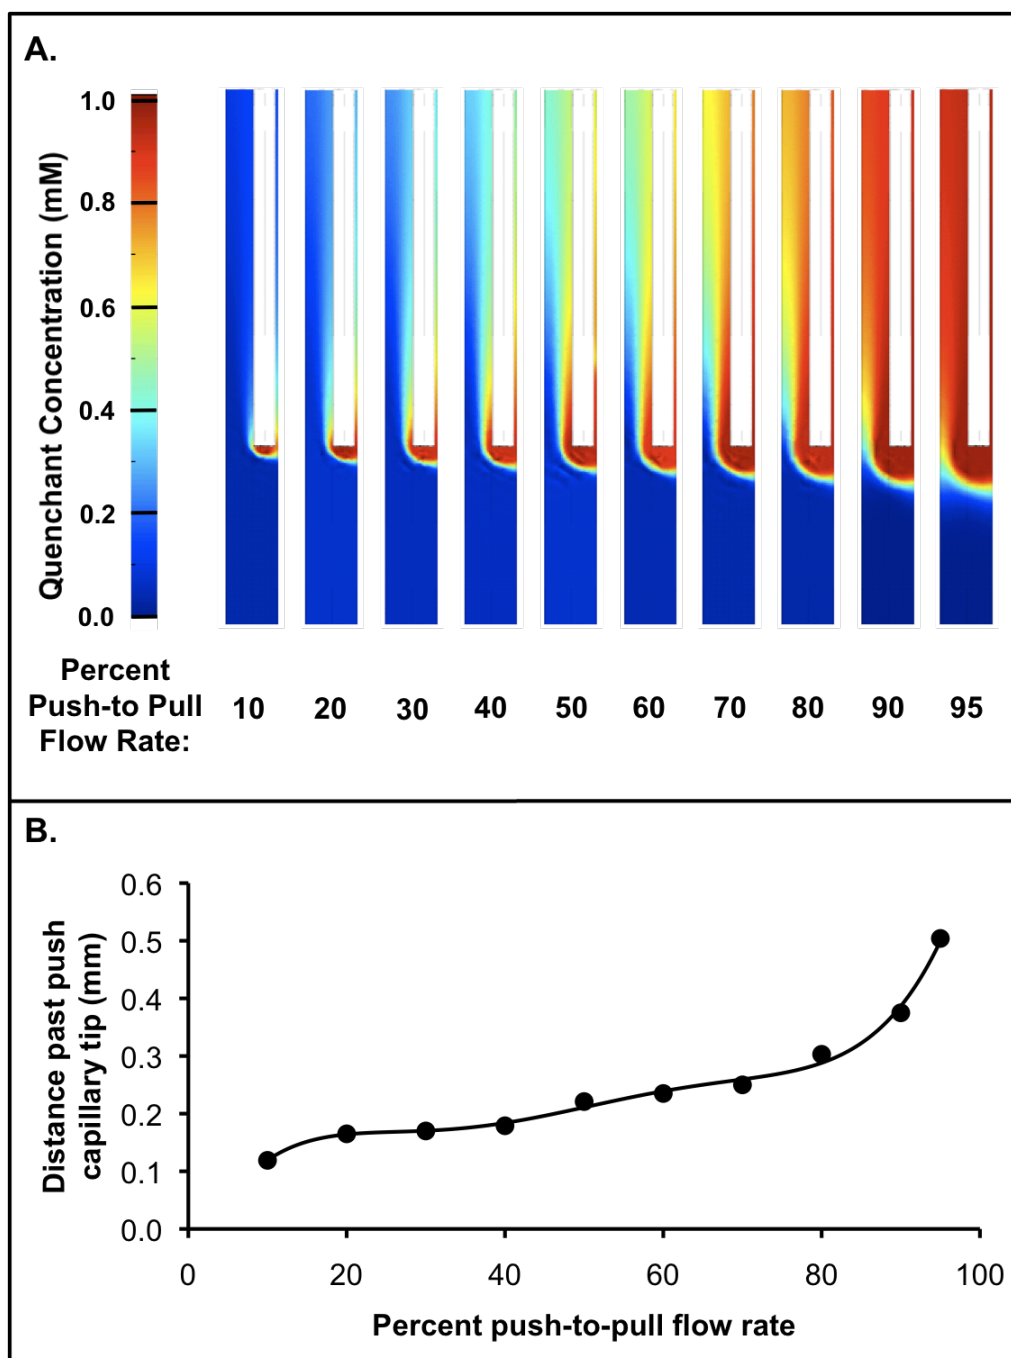 A.
Quenchant Concentration (mM)
1.0
0.8
0.6
0.4
0.2
0.0
Percent
Push-to Pull
Flow Rate:
10 20 30 40 50 60 70 80 90 95
B.
Distance past push
capillary tip (mm)
0.6
0.5
0.4
0.3
0.2
0.1
0.0
0 20 40 60 80 100
Percent push-to-pull flow rate